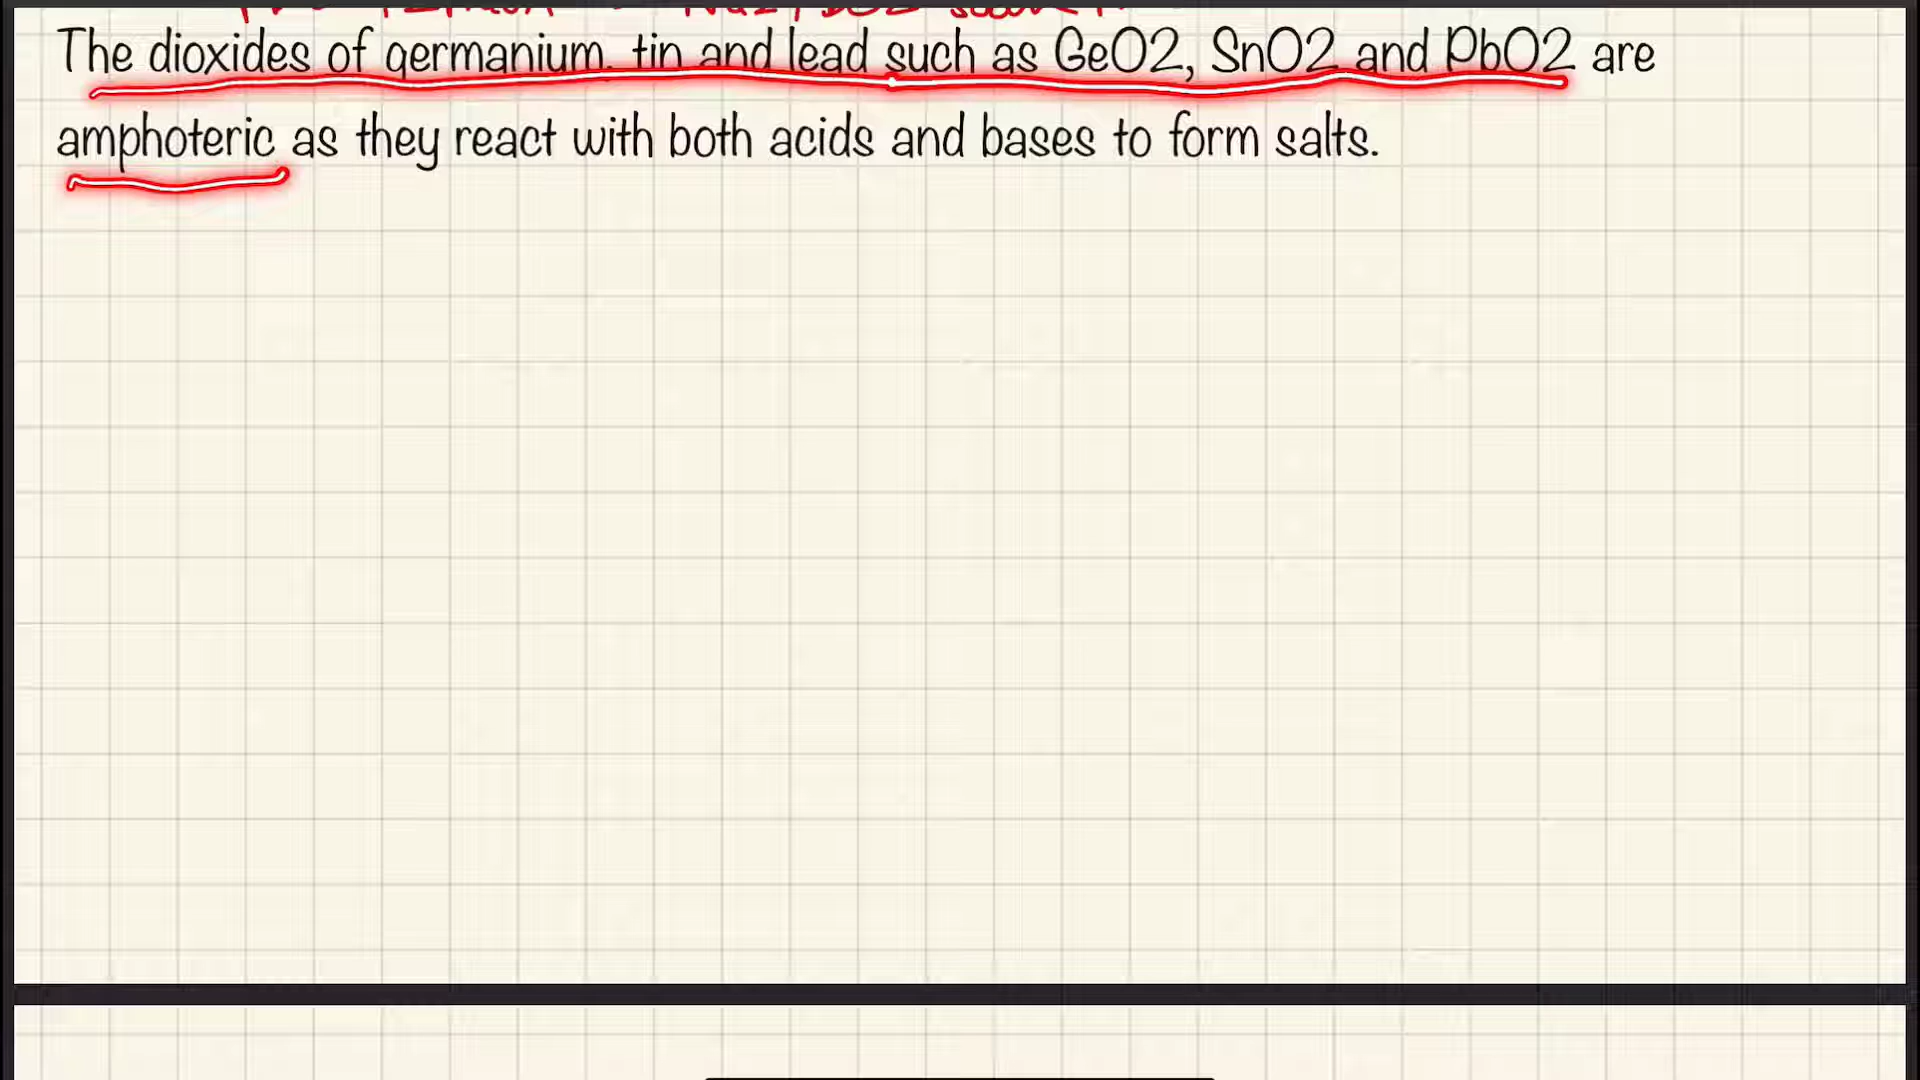 The dioxides of germanium, tin and lead such as GeO2, SnO2 and PbO2 are
amphoteric as they react with both acids and bases to form salts.